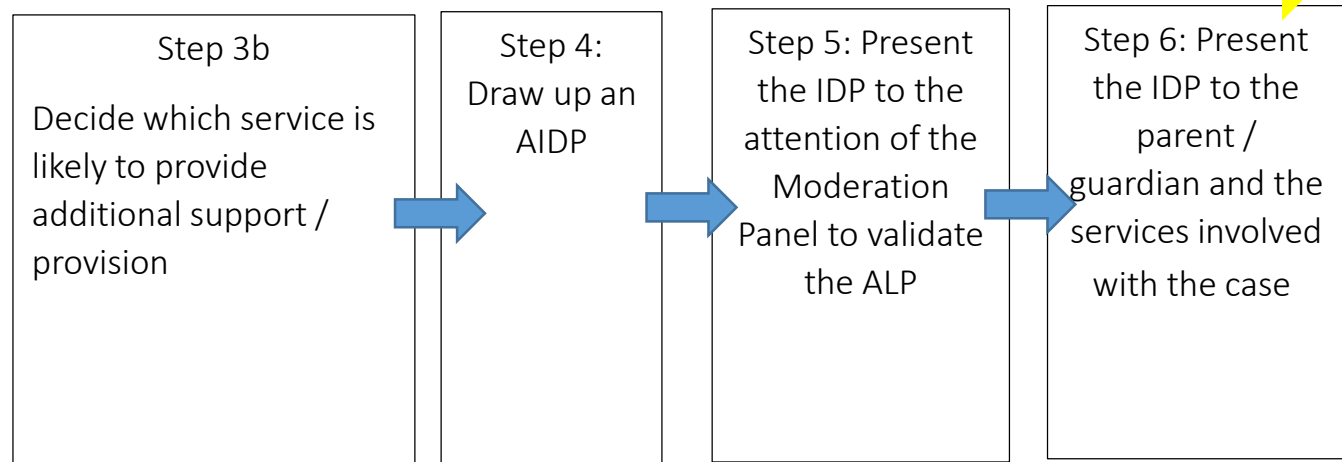 Step 3b
Decide which service is
likely to provide
additional support /
provision
Step 4:
Draw up an
AIDP
Step 5: Present
the IDP to the
attention of the
Moderation
Panel to validate
the ALP
Step 6: Present
the IDP to the
parent /
guardian and the
services involved
with the case